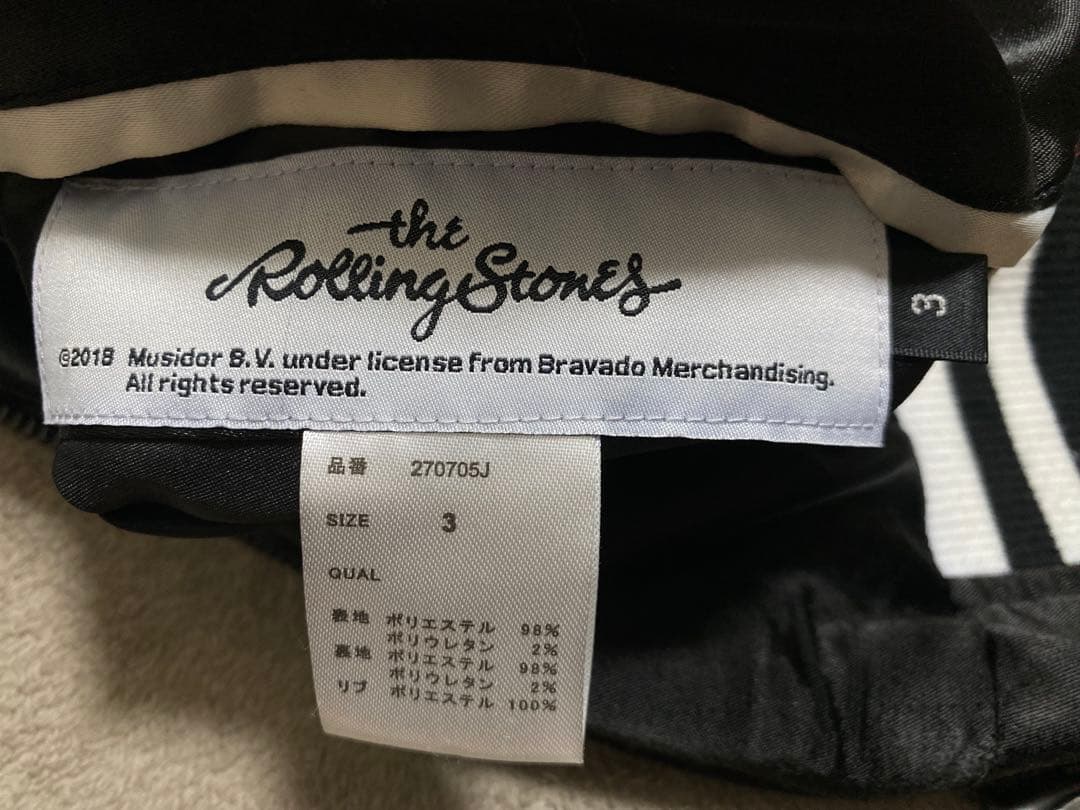 the
Rolling Stones
©2018 Musidor B.V. under license from Bravado Merchandising.
All rights reserved.
3
品番 270705J
SIZE 3
QUAL
表地 ポリエステル 98%
ポリウレタン 2%
裏地 ポリエステル 98%
ポリウレタン 2%
リブ ポリエステル 100%